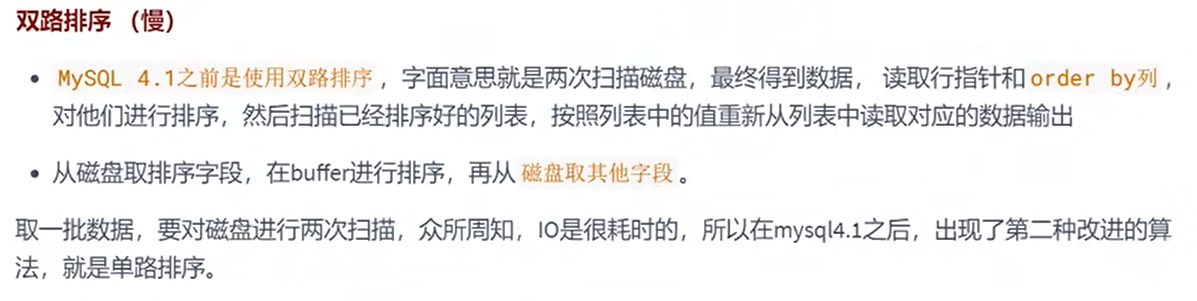 双路排序 （慢）
• MySQL 4.1之前是使用双路排序 ，字面意思就是两次扫描磁盘，最终得到数据， 读取行指针和 order by列 ，
对他们进行排序，然后扫描已经排序好的列表，按照列表中的值重新从列表中读取对应的数据输出
• 从磁盘取排序字段，在buffer进行排序，再从 磁盘取其他字段 。
取一批数据，要对磁盘进行两次扫描，众所周知，IO是很耗时的，所以在mysql4.1之后，出现了第二种改进的算
法，就是单路排序。